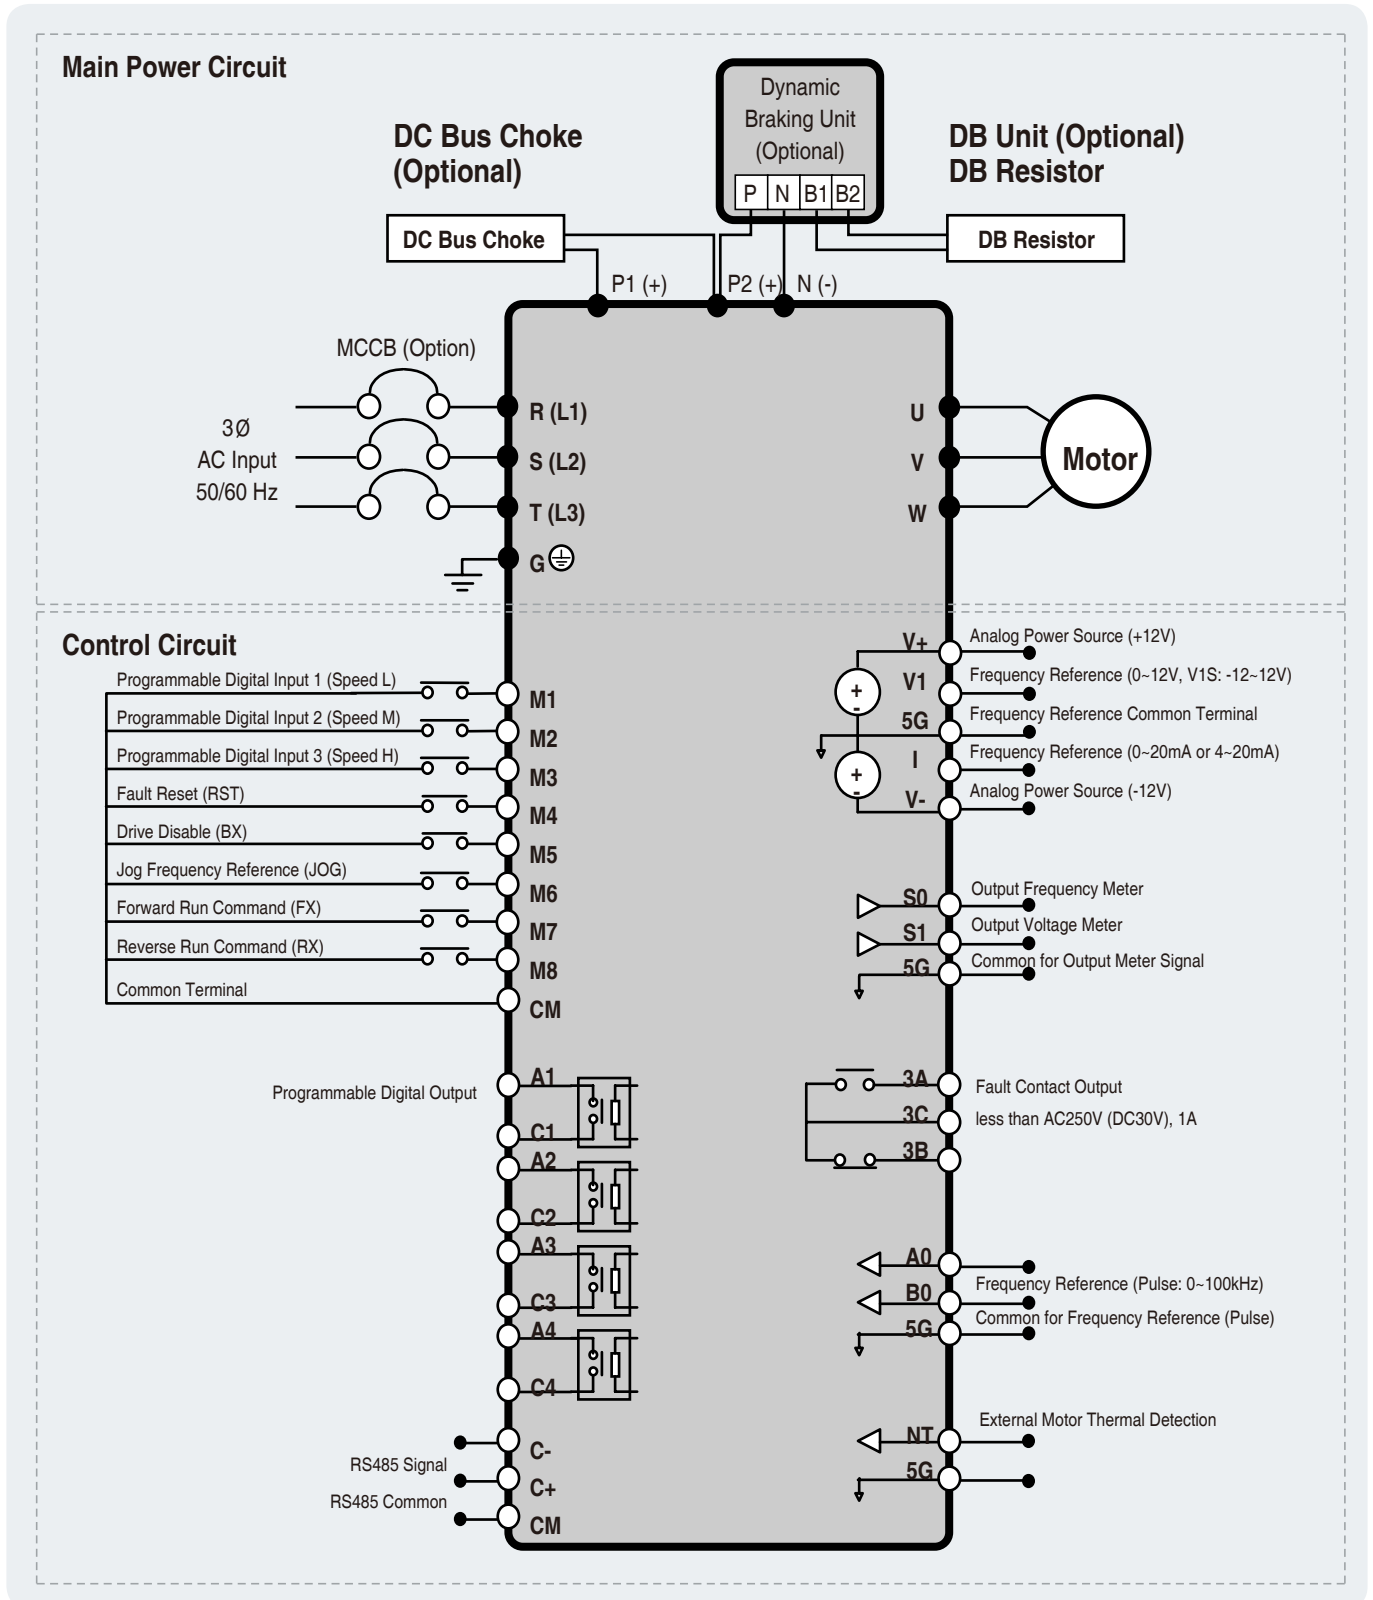 Main Power Circuit
Dynamic
Braking Unit
(Optional)
P N B1 B2
DC Bus Choke
(Optional)
DB Unit (Optional)
DB Resistor
DC Bus Choke
DB Resistor
P1 (+)
P2 (+)
N (-)
MCCB (Option)
3Ø
AC Input
50/60 Hz
R (L1)
S (L2)
T (L3)
G
U
V
W
Motor
Control Circuit
Programmable Digital Input 1 (Speed L)
M1
Programmable Digital Input 2 (Speed M)
M2
Programmable Digital Input 3 (Speed H)
M3
Fault Reset (RST)
M4
Drive Disable (BX)
M5
Jog Frequency Reference (JOG)
M6
Forward Run Command (FX)
M7
Reverse Run Command (RX)
M8
Common Terminal
CM
V+
Analog Power Source (+12V)
+
-
V1
Frequency Reference (0~12V, V1S: -12~12V)
5G
Frequency Reference Common Terminal
I
Frequency Reference (0~20mA or 4~20mA)
+
-
V-
Analog Power Source (-12V)
S0
Output Frequency Meter
S1
Output Voltage Meter
5G
Common for Output Meter Signal
Programmable Digital Output
A1
C1
A2
C2
A3
C3
A4
C4
3A
Fault Contact Output
3C
less than AC250V (DC30V), 1A
3B
A0
B0
Frequency Reference (Pulse: 0~100kHz)
5G
Common for Frequency Reference (Pulse)
NT
External Motor Thermal Detection
5G
C-
RS485 Signal
C+
RS485 Common
CM